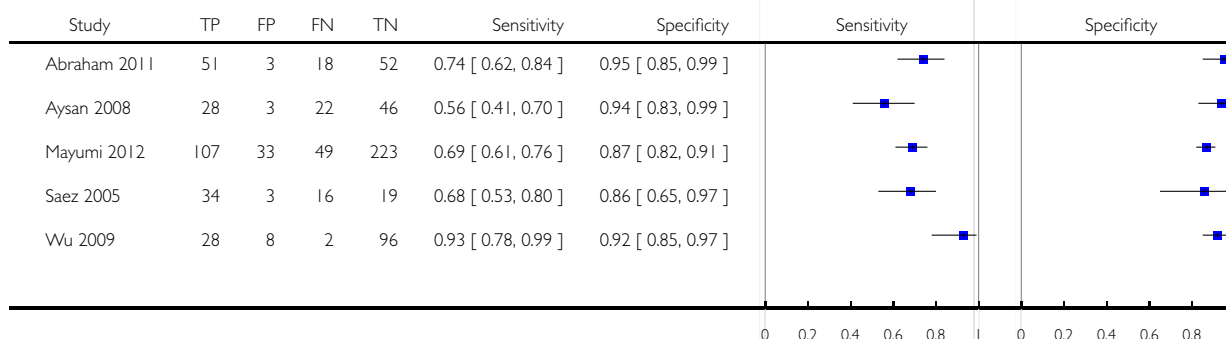 Study TP FP FN TN Sensitivity Specificity Sensitivity Specificity
Abraham 2011 51 3 18 52 0.74 [ 0.62, 0.84 ] 0.95 [ 0.85, 0.99 ]
Aysan 2008 28 3 22 46 0.56 [ 0.41, 0.70 ] 0.94 [ 0.83, 0.99 ]
Mayumi 2012 107 33 49 223 0.69 [ 0.61, 0.76 ] 0.87 [ 0.82, 0.91 ]
Saez 2005 34 3 16 19 0.68 [ 0.53, 0.80 ] 0.86 [ 0.65, 0.97 ]
Wu 2009 28 8 2 96 0.93 [ 0.78, 0.99 ] 0.92 [ 0.85, 0.97 ]
0 0.2 0.4 0.6 0.8 1 0 0.2 0.4 0.6 0.8